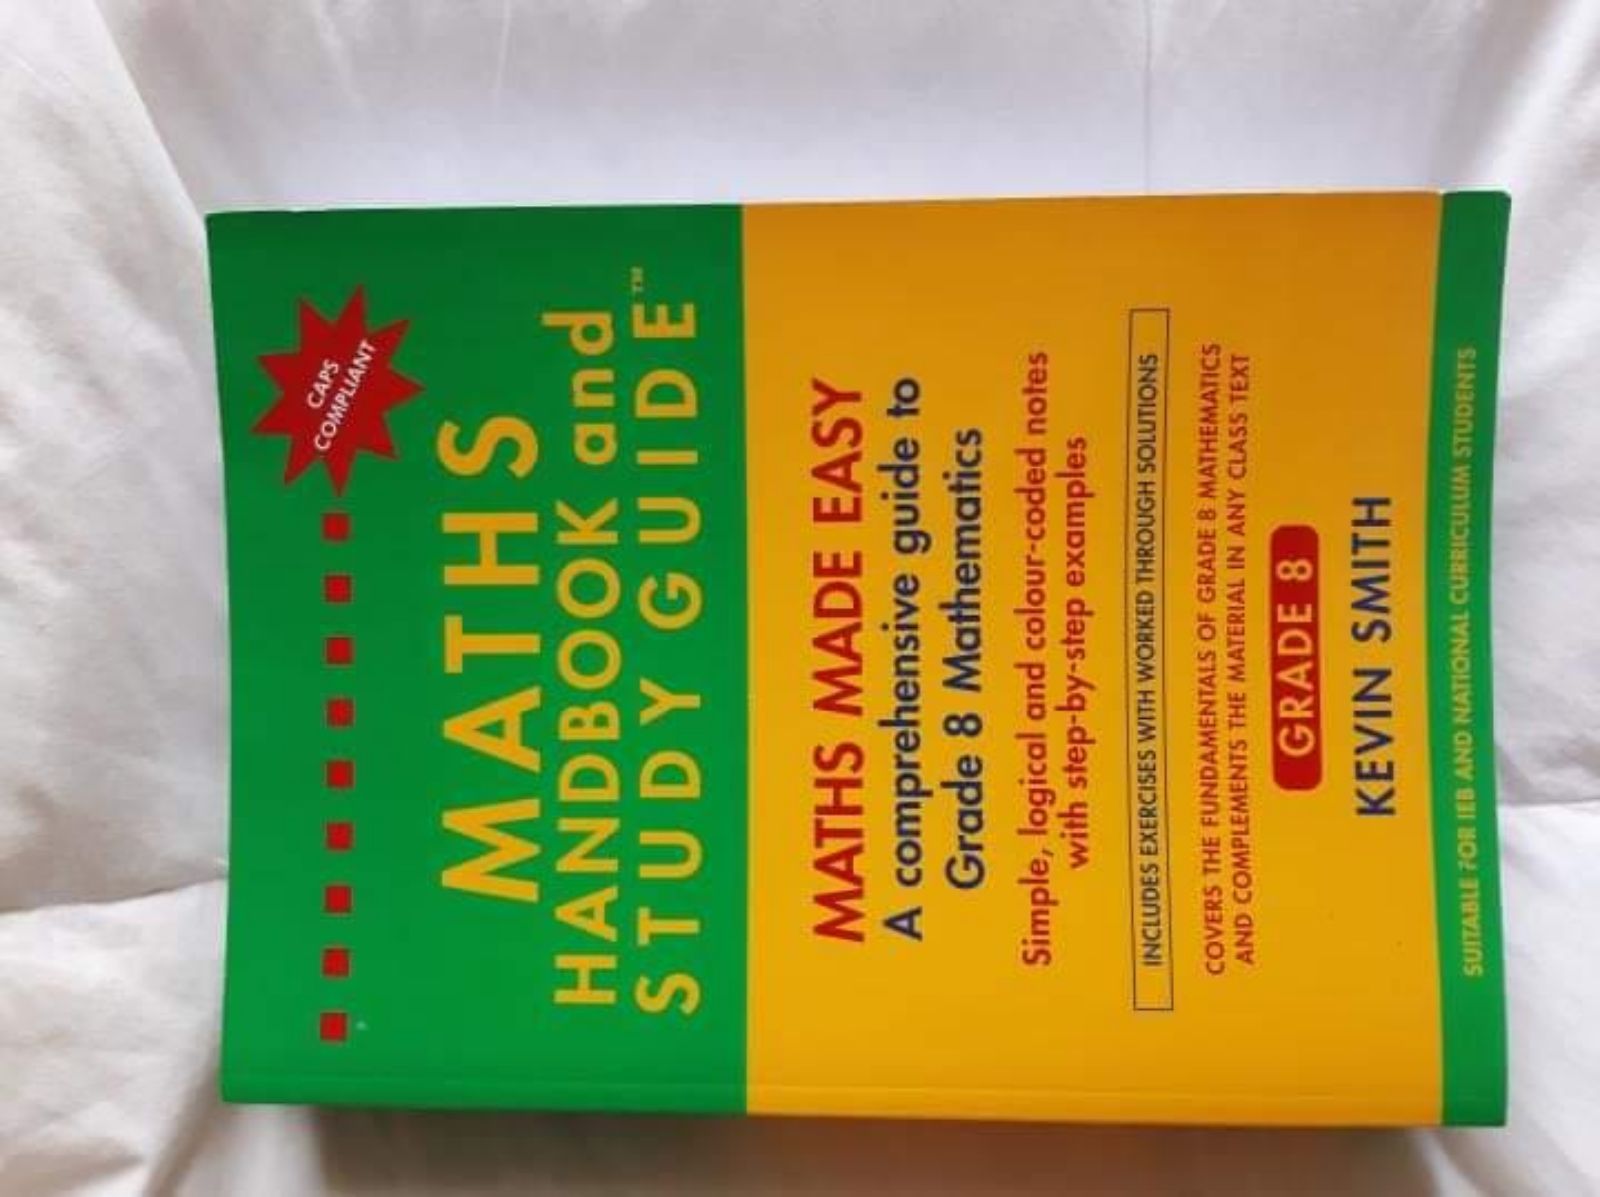 CAPS
COMPLIANT
MATHS
HANDBOOK and
STUDY GUIDE™
MATHS MADE EASY
A comprehensive guide to
Grade 8 Mathematics
Simple, logical and colour-coded notes
with step-by-step examples
INCLUDES EXERCISES WITH WORKED THROUGH SOLUTIONS
COVERS THE FUNDAMENTALS OF GRADE 8 MATHEMATICS
AND COMPLEMENTS THE MATERIAL IN ANY CLASS TEXT
GRADE 8
KEVIN SMITH
SUITABLE FOR IEB AND NATIONAL CURRICULUM STUDENTS